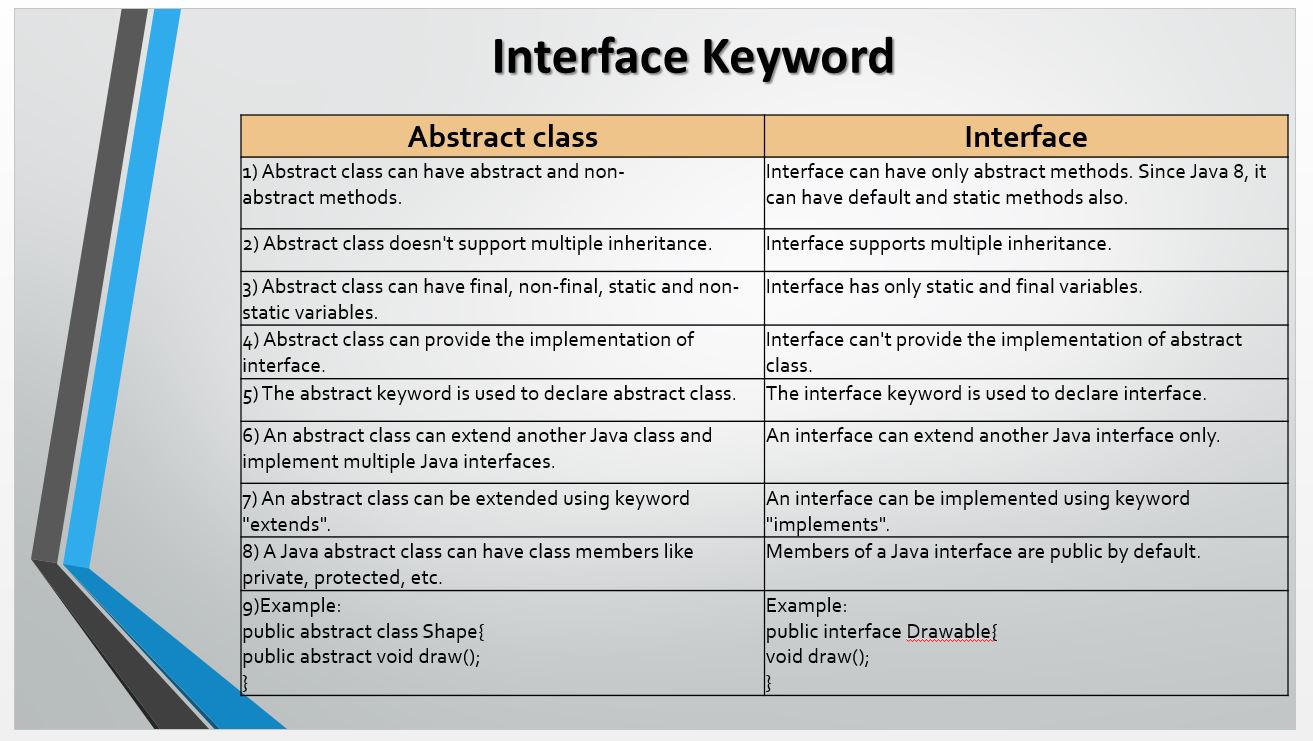 Interface Keyword
Abstract class
Interface
1) Abstract class can have abstract and non-
abstract methods.
Interface can have only abstract methods. Since Java 8, it
can have default and static methods also.
2) Abstract class doesn't support multiple inheritance.
Interface supports multiple inheritance.
3) Abstract class can have final, non-final, static and non-
static variables.
Interface has only static and final variables.
4) Abstract class can provide the implementation of
interface.
Interface can't provide the implementation of abstract
class.
5) The abstract keyword is used to declare abstract class.
The interface keyword is used to declare interface.
6) An abstract class can extend another Java class and
implement multiple Java interfaces.
An interface can extend another Java interface only.
7) An abstract class can be extended using keyword
"extends".
An interface can be implemented using keyword
"implements".
8) A Java abstract class can have class members like
private, protected, etc.
Members of a Java interface are public by default.
9)Example:
public abstract class Shape{
public abstract void draw();
}
Example:
public interface Drawable{
void draw();
}